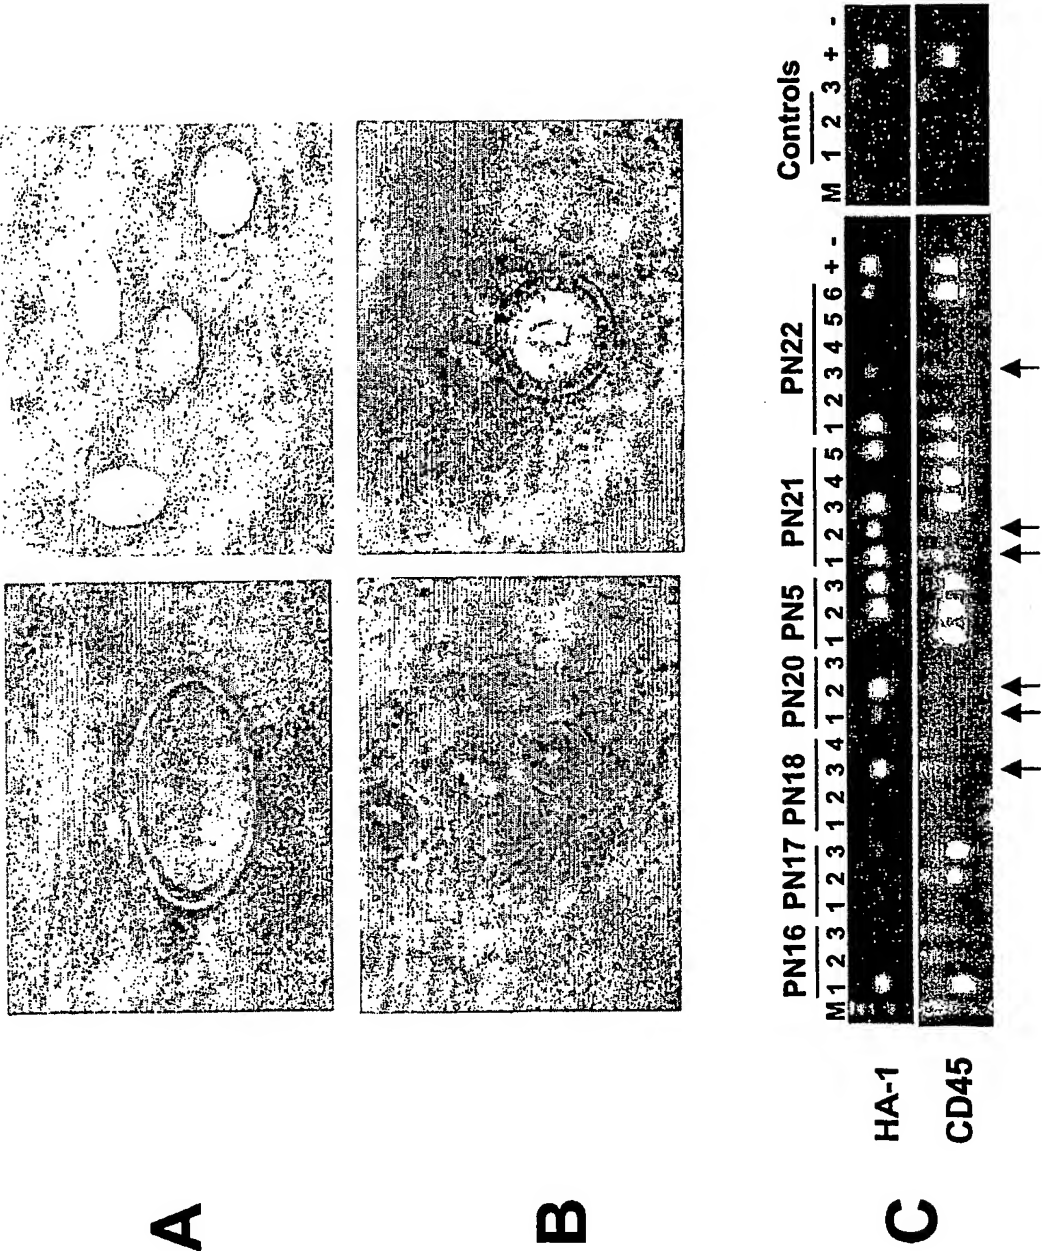 A
B
C
PN16 PN17 PN18 PN20 PN5 PN21 PN22 Controls
M 1 2 3 1 2 3 1 2 3 4 1 2 3 1 2 3 1 2 3 4 5 1 2 3 4 5 6 + - M 1 2 3 + -
HA-1
CD45